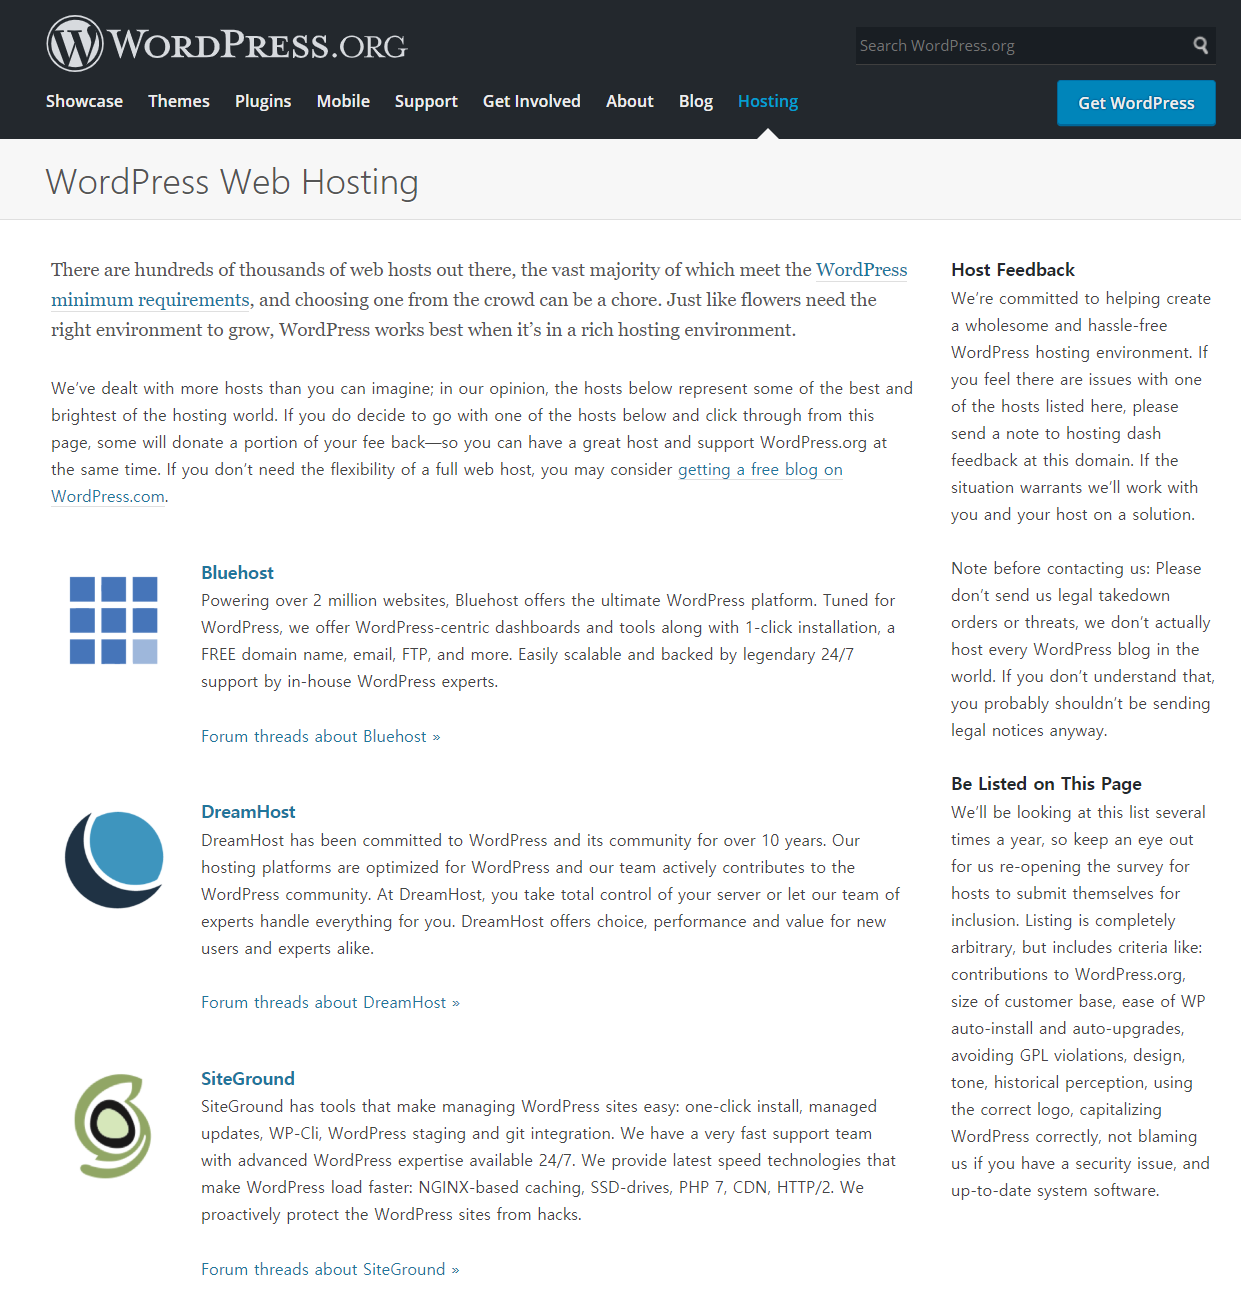 WORDPRESS.ORG
Search WordPress.org
Showcase Themes Plugins Mobile Support Get Involved About Blog Hosting
Get WordPress
WordPress Web Hosting
There are hundreds of thousands of web hosts out there, the vast majority of which meet the WordPress
minimum requirements, and choosing one from the crowd can be a chore. Just like flowers need the
right environment to grow, WordPress works best when it’s in a rich hosting environment.
We’ve dealt with more hosts than you can imagine; in our opinion, the hosts below represent some of the best and
brightest of the hosting world. If you do decide to go with one of the hosts below and click through from this
page, some will donate a portion of your fee back—so you can have a great host and support WordPress.org at
the same time. If you don’t need the flexibility of a full web host, you may consider getting a free blog on
WordPress.com.
Bluehost
Powering over 2 million websites, Bluehost offers the ultimate WordPress platform. Tuned for
WordPress, we offer WordPress-centric dashboards and tools along with 1-click installation, a
FREE domain name, email, FTP, and more. Easily scalable and backed by legendary 24/7
support by in-house WordPress experts.
Forum threads about Bluehost »
DreamHost
DreamHost has been committed to WordPress and its community for over 10 years. Our
hosting platforms are optimized for WordPress and our team actively contributes to the
WordPress community. At DreamHost, you take total control of your server or let our team of
experts handle everything for you. DreamHost offers choice, performance and value for new
users and experts alike.
Forum threads about DreamHost »
SiteGround
SiteGround has tools that make managing WordPress sites easy: one-click install, managed
updates, WP-Cli, WordPress staging and git integration. We have a very fast support team
with advanced WordPress expertise available 24/7. We provide latest speed technologies that
make WordPress load faster: NGINX-based caching, SSD-drives, PHP 7, CDN, HTTP/2. We
proactively protect the WordPress sites from hacks.
Forum threads about SiteGround »
Host Feedback
We’re committed to helping create
a wholesome and hassle-free
WordPress hosting environment. If
you feel there are issues with one
of the hosts listed here, please
send a note to hosting dash
feedback at this domain. If the
situation warrants we’ll work with
you and your host on a solution.
Note before contacting us: Please
don’t send us legal takedown
orders or threats, we don’t actually
host every WordPress blog in the
world. If you don’t understand that,
you probably shouldn’t be sending
legal notices anyway.
Be Listed on This Page
We’ll be looking at this list several
times a year, so keep an eye out
for us re-opening the survey for
hosts to submit themselves for
inclusion. Listing is completely
arbitrary, but includes criteria like:
contributions to WordPress.org,
size of customer base, ease of WP
auto-install and auto-upgrades,
avoiding GPL violations, design,
tone, historical perception, using
the correct logo, capitalizing
WordPress correctly, not blaming
us if you have a security issue, and
up-to-date system software.